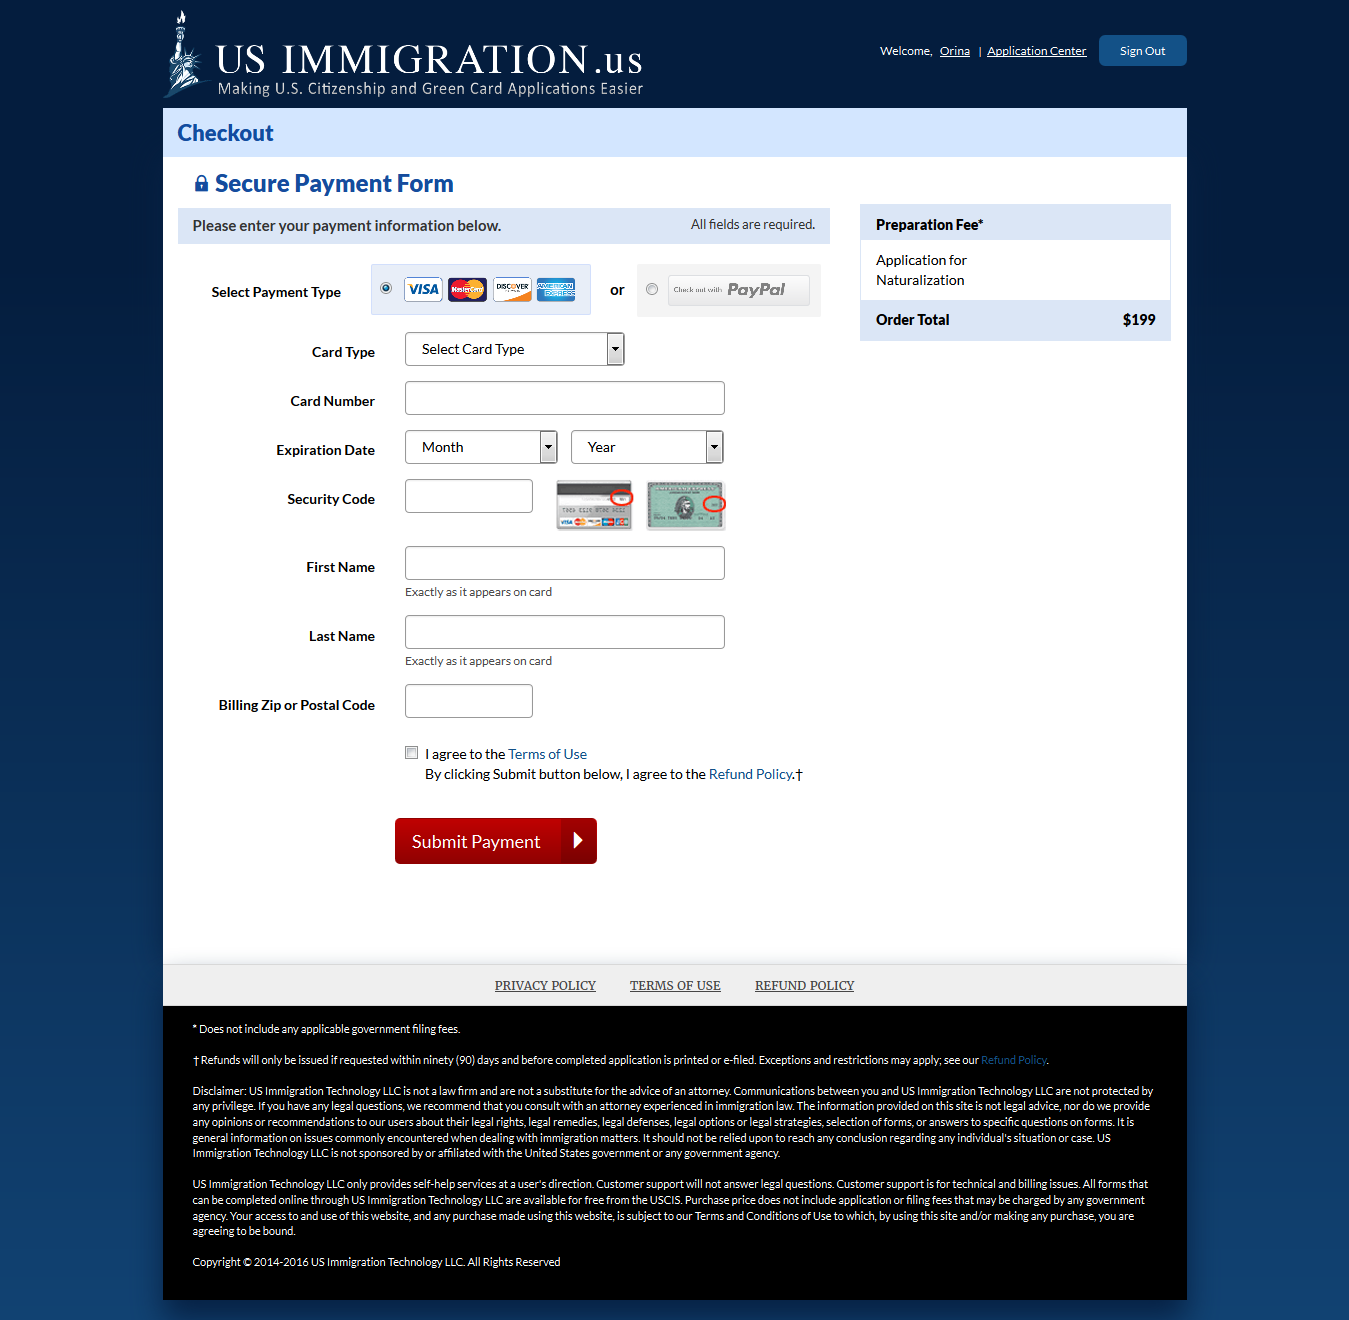 US IMMIGRATION.us
Making U.S. Citizenship and Green Card Applications Easier
Welcome, Orina | Application Center
Sign Out
Checkout
Secure Payment Form
Please enter your payment information below.
All fields are required.
Preparation Fee*
Application for
Naturalization
Order Total
$199
Select Payment Type
VISA
MasterCard
DISCOVER
AMERICAN EXPRESS
or
Check out with PayPal
Card Type
Select Card Type
Card Number
Expiration Date
Month
Year
Security Code
First Name
Exactly as it appears on card
Last Name
Exactly as it appears on card
Billing Zip or Postal Code
I agree to the Terms of Use
By clicking Submit button below, I agree to the Refund Policy.†
Submit Payment
PRIVACY POLICY
TERMS OF USE
REFUND POLICY
* Does not include any applicable government filing fees.
†Refunds will only be issued if requested within ninety (90) days and before completed application is printed or e-filed. Exceptions and restrictions may apply; see our Refund Policy.
Disclaimer: US Immigration Technology LLC is not a law firm and are not a substitute for the advice of an attorney. Communications between you and US Immigration Technology LLC are not protected by
any privilege. If you have any legal questions, we recommend that you consult with an attorney experienced in immigration law. The information provided on this site is not legal advice, nor do we provide
any opinions or recommendations to our users about their legal rights, legal remedies, legal defenses, legal options or legal strategies, selection of forms, or answers to specific questions on forms. It is
general information on issues commonly encountered when dealing with immigration matters. It should not be relied upon to reach any conclusion regarding any individual's situation or case. US
Immigration Technology LLC is not sponsored by or affiliated with the United States government or any government agency.
US Immigration Technology LLC only provides self-help services at a user's direction. Customer support will not answer legal questions. Customer support is for technical and billing issues. All forms that
can be completed online through US Immigration Technology LLC are available for free from the USCIS. Purchase price does not include application or filing fees that may be charged by any government
agency. Your access to and use of this website, and any purchase made using this website, is subject to our Terms and Conditions of Use to which, by using this site and/or making any purchase, you are
agreeing to be bound.
Copyright © 2014-2016 US Immigration Technology LLC. All Rights Reserved